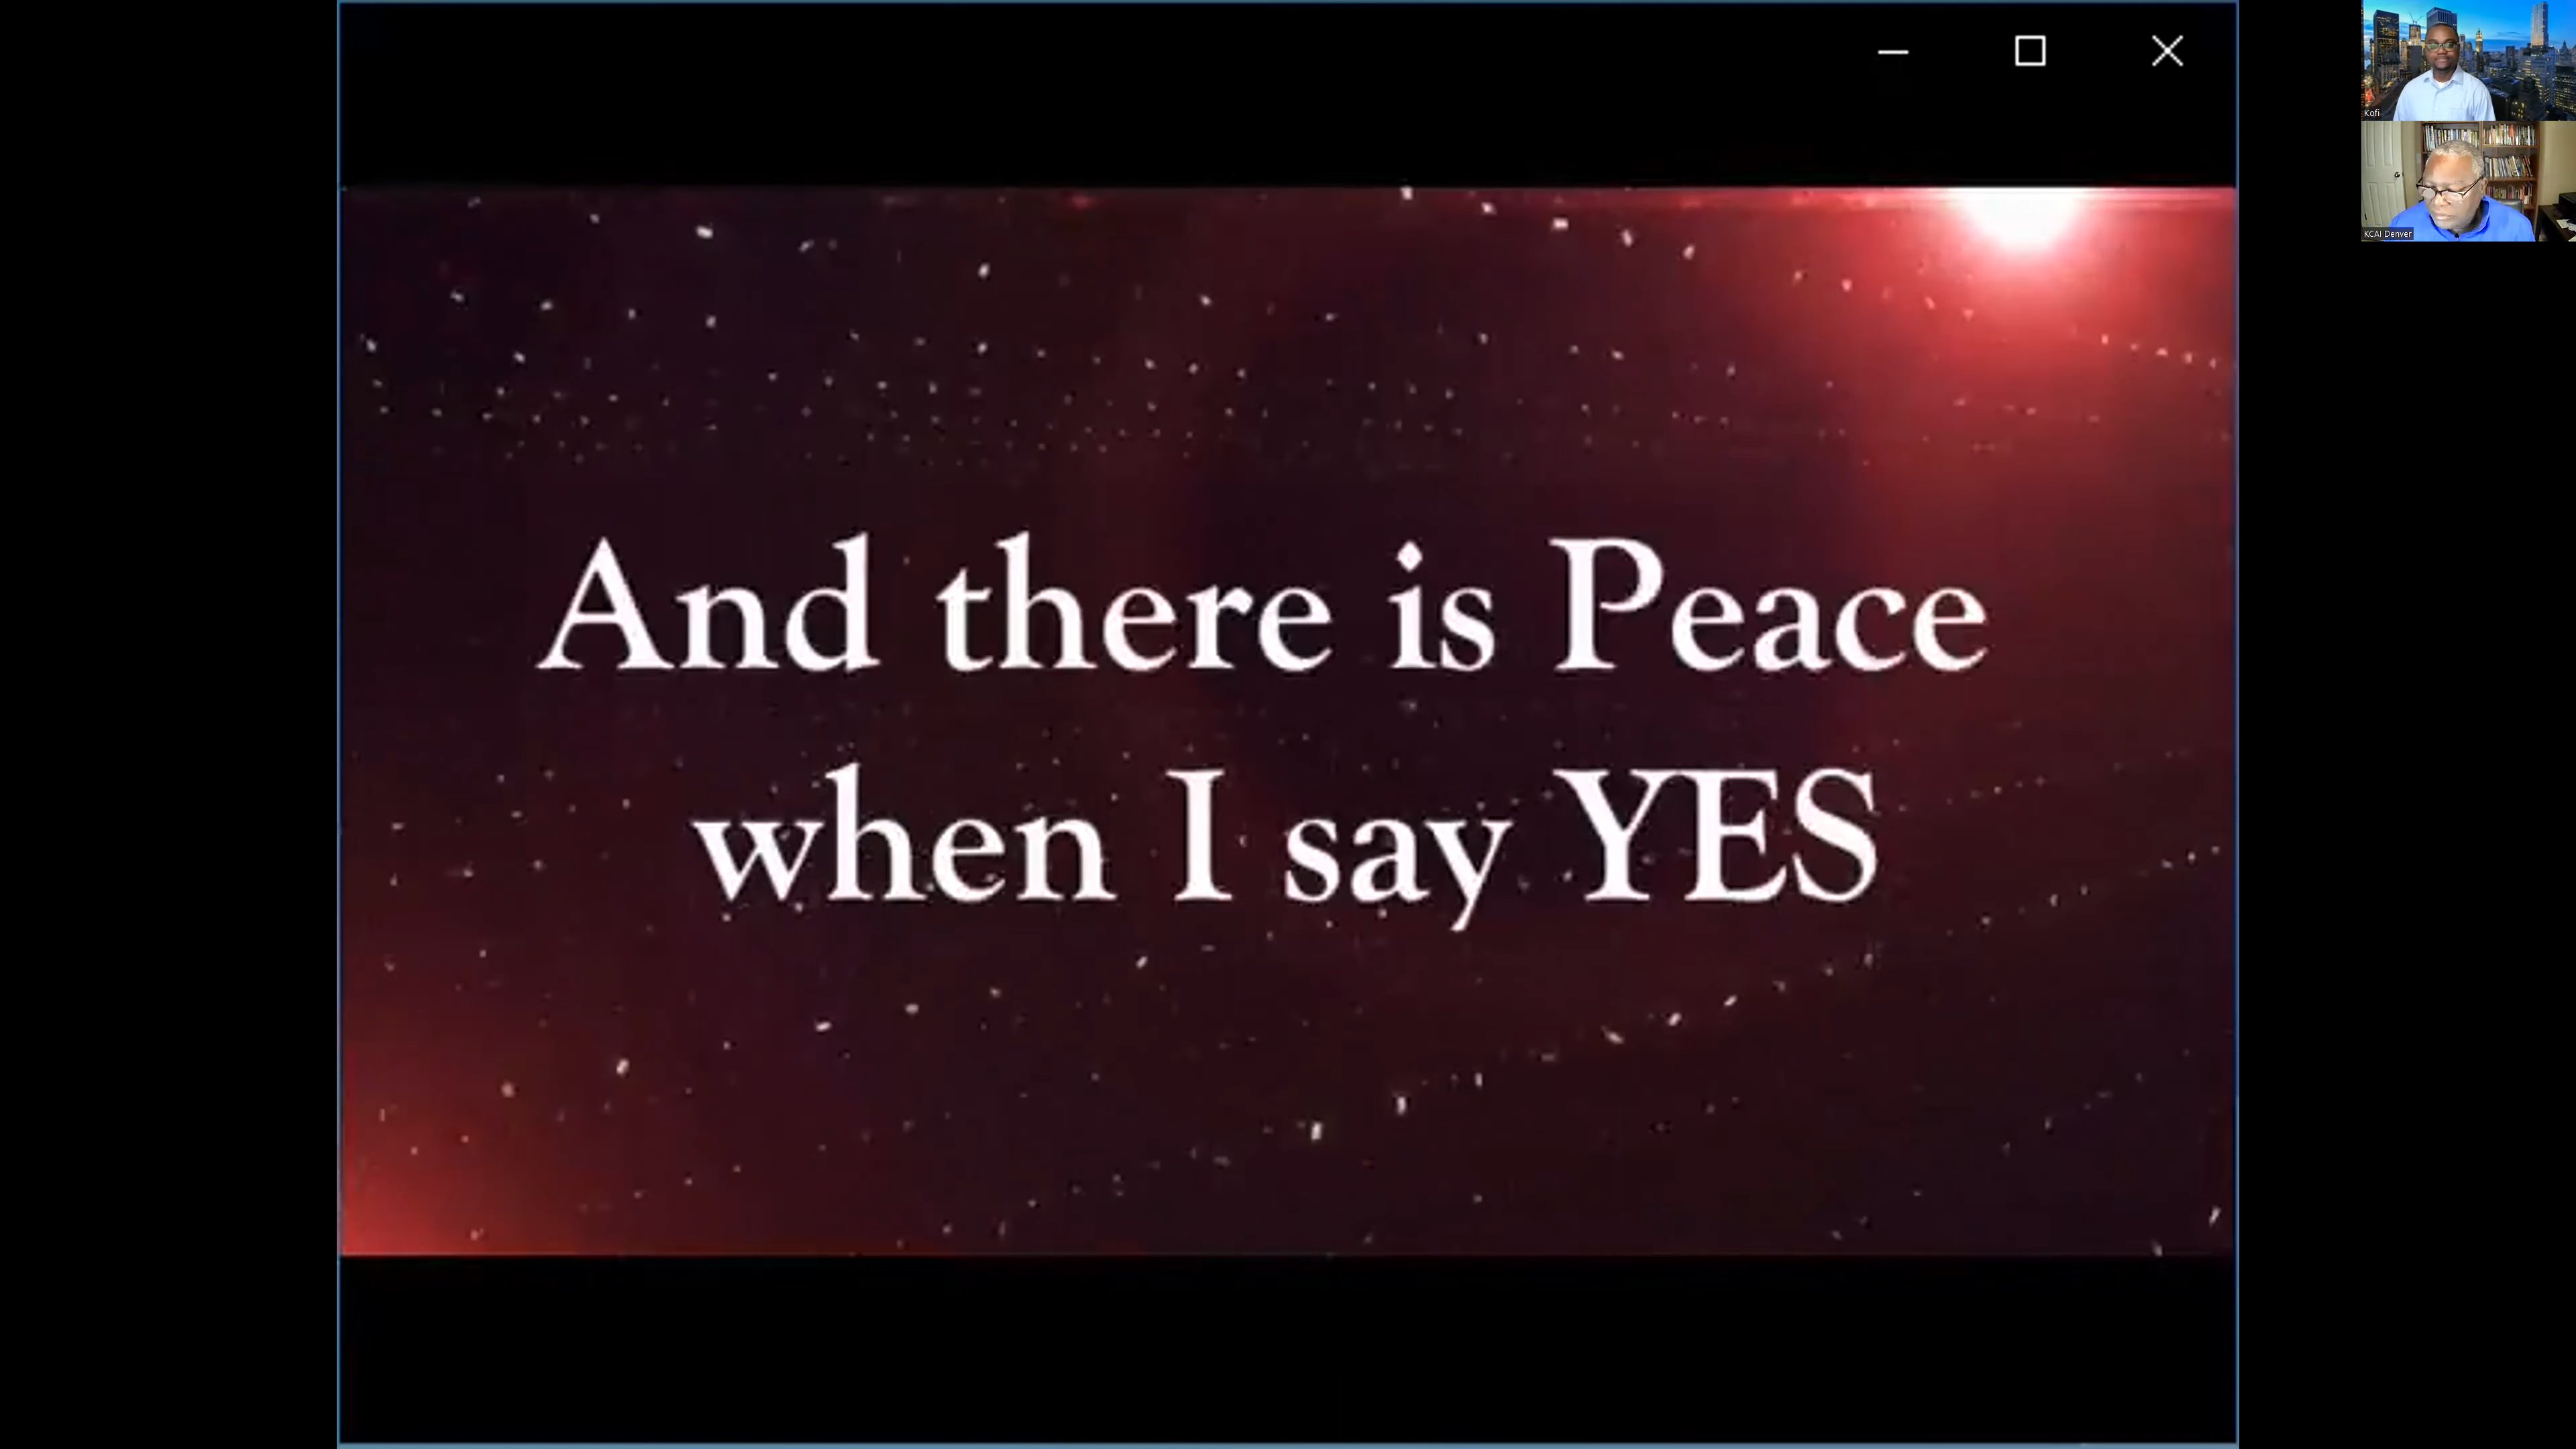 And there is Peace
when I say YES
Kofi
KCAI Denver